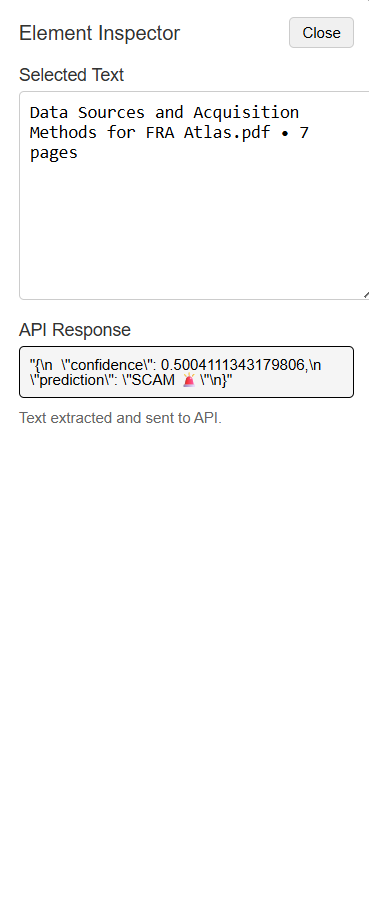 Element Inspector
Close
Selected Text
Data Sources and Acquisition
Methods for FRA Atlas.pdf • 7
pages
API Response
"{\n  \"confidence\": 0.5004111343179806,\n
\"prediction\": \"SCAM 🚨\"\n}"
Text extracted and sent to API.